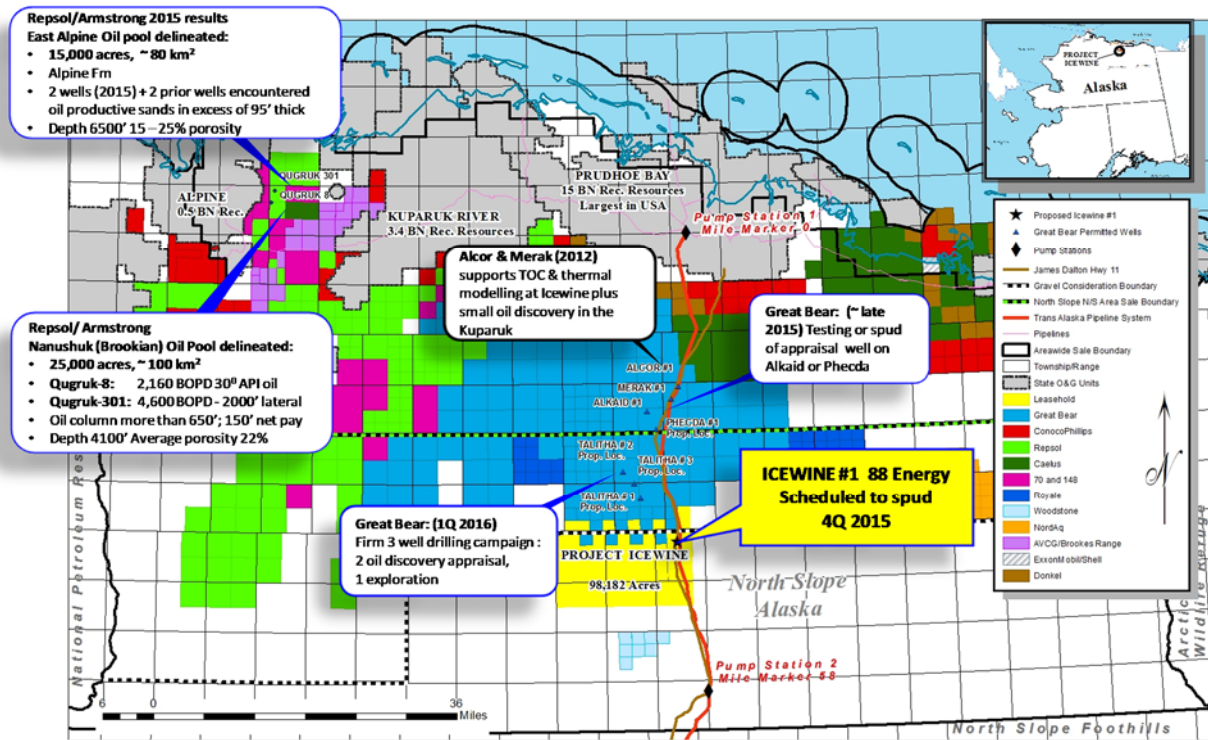 Repsol/Armstrong 2015 results
East Alpine Oil pool delineated:
• 15,000 acres, ~ 80 km²
• Alpine Fm
• 2 wells (2015) + 2 prior wells encountered
oil productive sands in excess of 95' thick
• Depth 6500' 15 – 25% porosity
PROJECT
ICEWINE
Alaska
QUGRUK 301
QUGRUK 8
ALPINE
0.5 BN Rec.
KUPARUK RIVER
3.4 BN Rec. Resources
PRUDHOE BAY
15 BN Rec. Resources
Largest in USA
Pump Station 1
Mile Marker 0
Alcor & Merak (2012)
supports TOC & thermal
modelling at Icewine plus
small oil discovery in the
Kuparuk
Great Bear: (~ late
2015) Testing or spud
of appraisal well on
Alkaid or Phecda
Repsol/ Armstrong
Nanushuk (Brookian) Oil Pool delineated:
• 25,000 acres, ~ 100 km²
• Qugruk-8: 2,160 BOPD 30⁰ API oil
• Qugruk-301: 4,600 BOPD - 2000' lateral
• Oil column more than 650'; 150' net pay
• Depth 4100' Average porosity 22%
ALCOR #1
MERAK #1
ALKAID #1
PHECDA #1
Prop. Loc.
TALITHA # 2
Prop. Loc.
TALITHA # 3
Prop. Loc.
TALITHA # 1
Prop. Loc.
ICEWINE #1 88 Energy
Scheduled to spud
4Q 2015
Great Bear: (1Q 2016)
Firm 3 well drilling campaign :
2 oil discovery appraisal,
1 exploration
PROJECT ICEWINE
98,182 Acres
North Slope
Alaska
Pump Station 2
Mile Marker 58
National Petroleum Res
Arctic
Wildlife Refuge
North Slope Foothills
6 0 36
Miles
Proposed Icewine #1
Great Bear Permitted Wells
Pump Stations
James Dalton Hwy 11
Gravel Consideration Boundary
North Slope N/S Area Sale Boundary
Trans Alaska Pipeline System
Pipelines
Areawide Sale Boundary
Township/Range
State O&G Units
Leasehold
Great Bear
ConocoPhillips
Repsol
Caelus
70 and 148
Royale
Woodstone
NordAq
AVCG/Brookes Range
ExxonMobil/Shell
Donkel
N